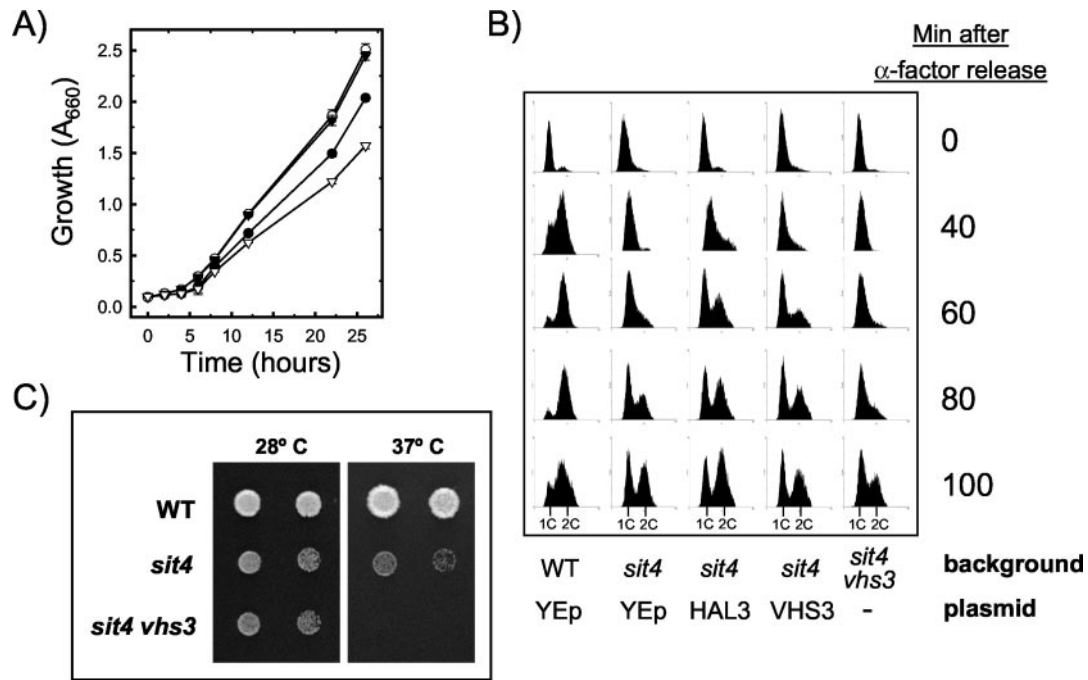 A)
Growth (A660)
2.5
2.0
1.5
1.0
0.5
0.0
0 5 10 15 20 25
Time (hours)
B)
Min after
α-factor release
0
40
60
80
100
1C 2C 1C 2C 1C 2C 1C 2C 1C 2C
WT sit4 sit4 sit4 sit4 vhs3 background
YEp YEp HAL3 VHS3 - plasmid
C)
28º C 37º C
WT
sit4
sit4 vhs3